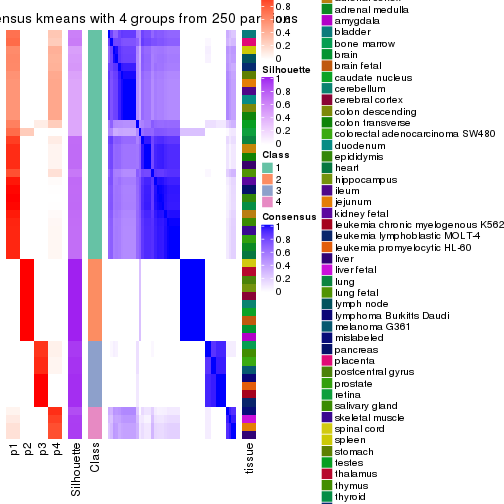 ensus kmeans with 4 groups from 250 par
0.8
0.6
0.4
0.2
0
Silhouette
1
0.8
0.6
0.4
0.2
0
Class
1
2
3
4
Consensus
1
0.8
0.6
0.4
0.2
0
p1
p2
p3
p4
Silhouette
Class
tissue
adrenal medulla
amygdala
bladder
bone marrow
brain
brain fetal
caudate nucleus
cerebellum
cerebral cortex
colon descending
colon transverse
colorectal adenocarcinoma SW480
duodenum
epididymis
heart
hippocampus
ileum
jejunum
kidney fetal
leukemia chronic myelogenous K562
leukemia lymphoblastic MOLT-4
leukemia promyelocytic HL-60
liver
liver fetal
lung
lung fetal
lymph node
lymphoma Burkitts Daudi
melanoma G361
mislabeled
pancreas
placenta
postcentral gyrus
prostate
retina
salivary gland
skeletal muscle
spinal cord
spleen
stomach
testes
thalamus
thymus
thyroid